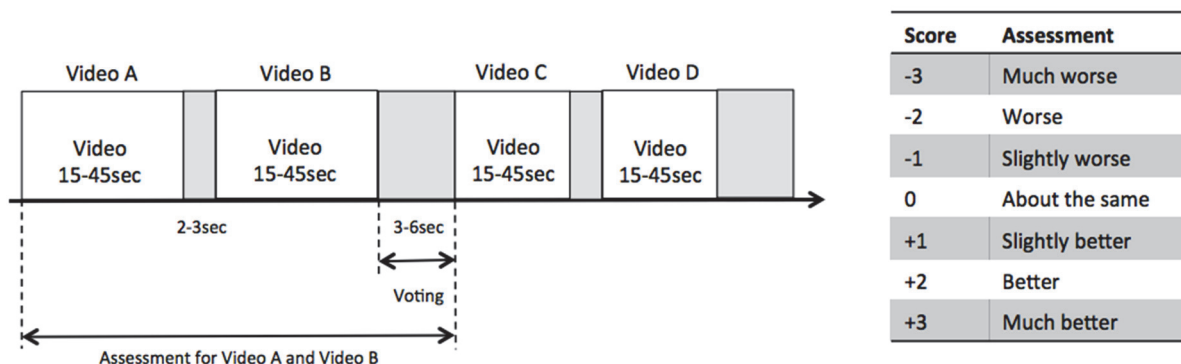 Video A Video B Video C Video D
Video Video Video Video
15-45sec 15-45sec 15-45sec 15-45sec
2-3sec 3-6sec
Voting
Assessment for Video A and Video B
Score Assessment
-3 Much worse
-2 Worse
-1 Slightly worse
0 About the same
+1 Slightly better
+2 Better
+3 Much better